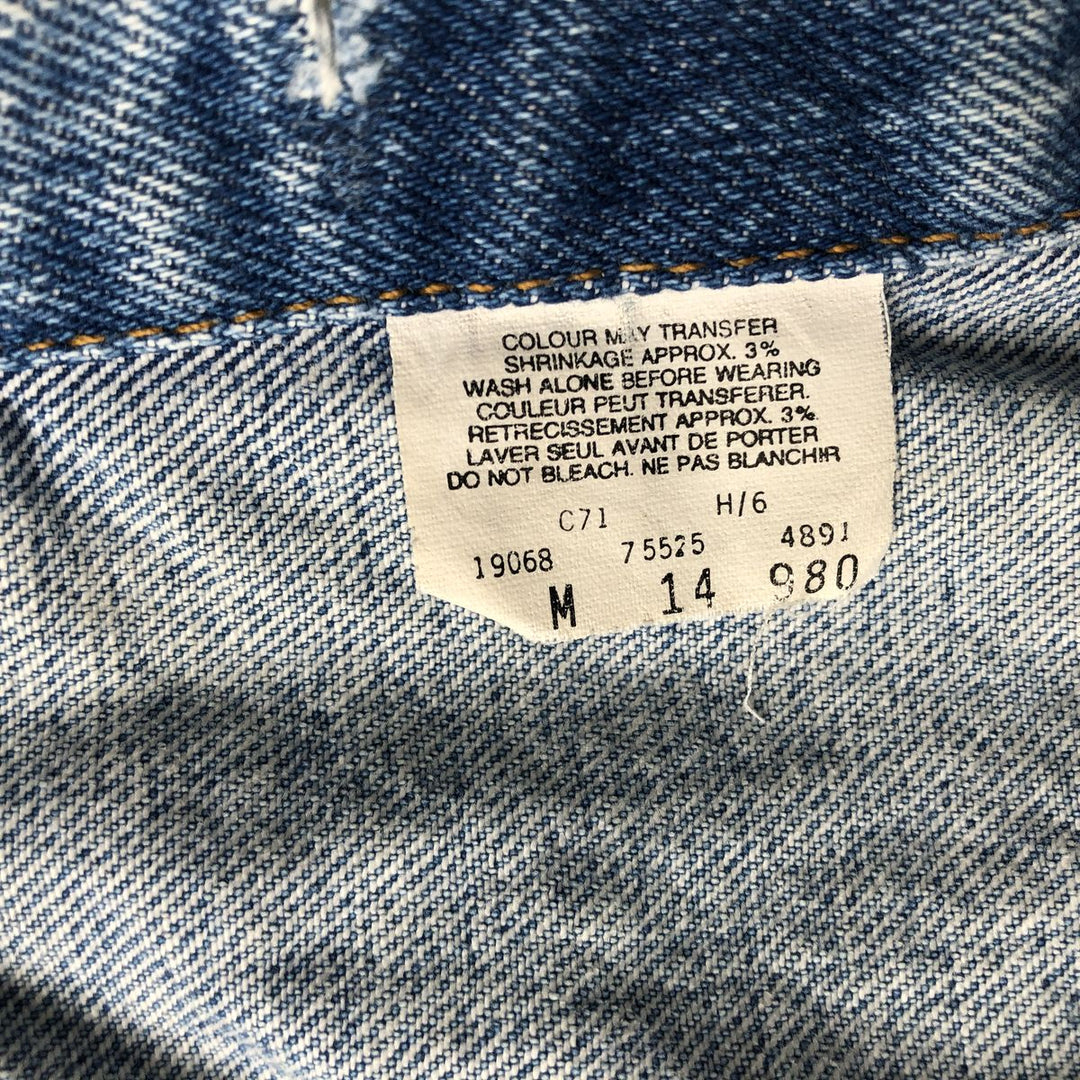 COLOUR MAY TRANSFER
SHRINKAGE APPROX. 3%
WASH ALONE BEFORE WEARING
COULEUR PEUT TRANSFERER.
RETRECISSEMENT APPROX. 3%
LAVER SEUL AVANT DE PORTER
DO NOT BLEACH. NE PAS BLANCHIR
C71 H/6
19068 75525 4891
M 14 980